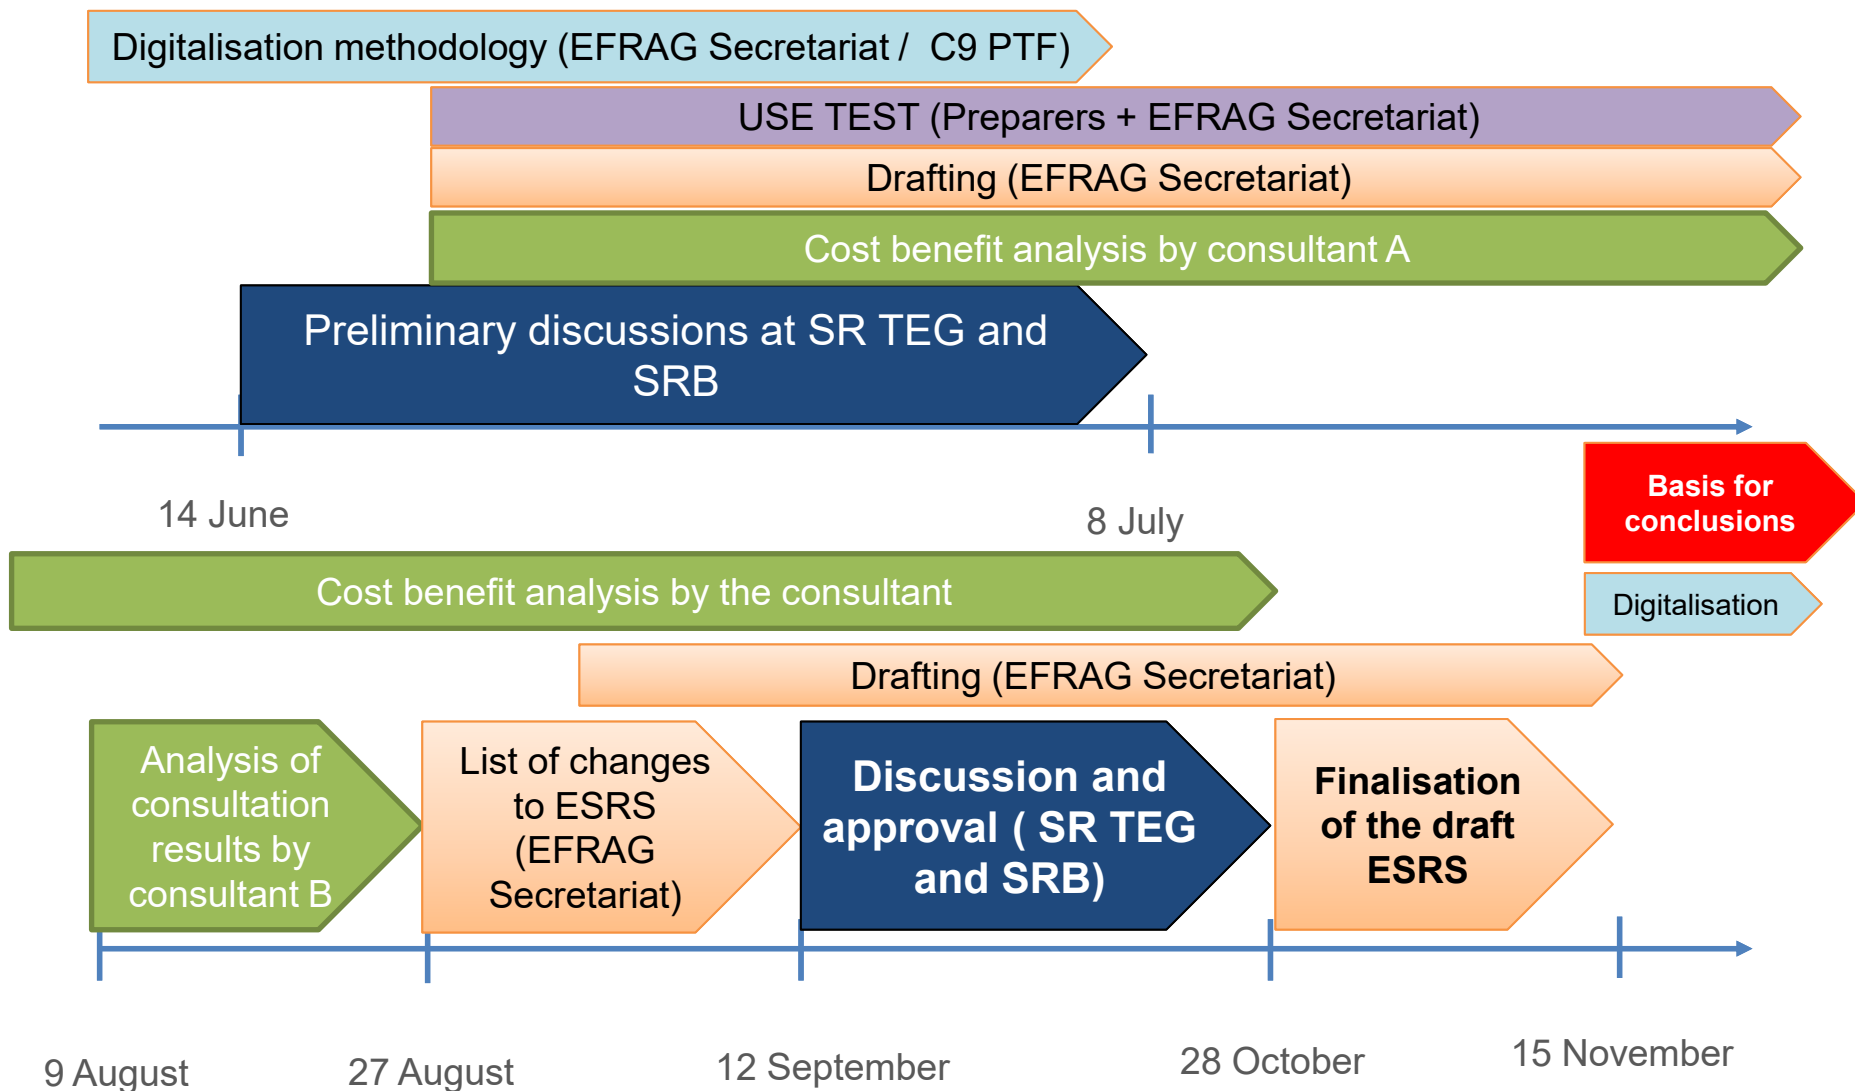 Digitalisation methodology (EFRAG Secretariat / C9 PTF)
USE TEST (Preparers + EFRAG Secretariat)
Drafting (EFRAG Secretariat)
Cost benefit analysis by consultant A
Preliminary discussions at SR TEG and
SRB
14 June
8 July
Basis for
conclusions
Cost benefit analysis by the consultant
Digitalisation
Drafting (EFRAG Secretariat)
Analysis of
consultation
results by
consultant B
List of changes
to ESRS
(EFRAG
Secretariat)
Discussion and
approval ( SR TEG
and SRB)
Finalisation
of the draft
ESRS
9 August
27 August
12 September
28 October
15 November